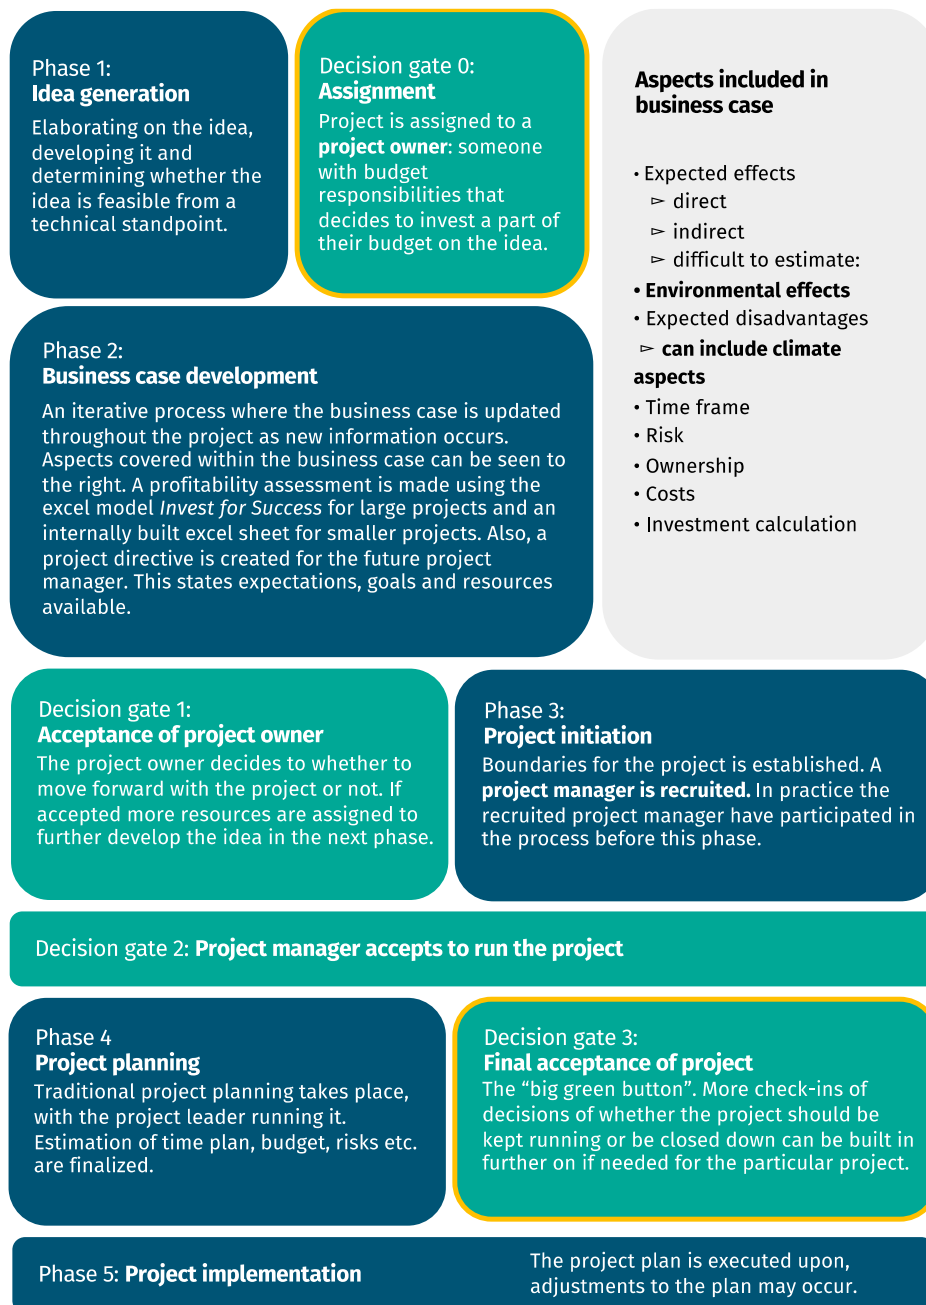 Phase 1:
Idea generation
Elaborating on the idea,
developing it and
determining whether the
idea is feasible from a
technical standpoint.
Decision gate 0:
Assignment
Project is assigned to a
project owner: someone
with budget
responsibilities that
decides to invest a part of
their budget on the idea.
Aspects included in
business case
• Expected effects
▻ direct
▻ indirect
▻ difficult to estimate:
• Environmental effects
• Expected disadvantages
▻ can include climate
aspects
• Time frame
• Risk
• Ownership
• Costs
• Investment calculation
Phase 2:
Business case development
An iterative process where the business case is updated
throughout the project as new information occurs.
Aspects covered within the business case can be seen to
the right. A profitability assessment is made using the
excel model Invest for Success for large projects and an
internally built excel sheet for smaller projects. Also, a
project directive is created for the future project
manager. This states expectations, goals and resources
available.
Decision gate 1:
Acceptance of project owner
The project owner decides to whether to
move forward with the project or not. If
accepted more resources are assigned to
further develop the idea in the next phase.
Phase 3:
Project initiation
Boundaries for the project is established. A
project manager is recruited. In practice the
recruited project manager have participated in
the process before this phase.
Decision gate 2: Project manager accepts to run the project
Phase 4
Project planning
Traditional project planning takes place,
with the project leader running it.
Estimation of time plan, budget, risks etc.
are finalized.
Decision gate 3:
Final acceptance of project
The “big green button”. More check-ins of
decisions of whether the project should be
kept running or be closed down can be built in
further on if needed for the particular project.
Phase 5: Project implementation
The project plan is executed upon,
adjustments to the plan may occur.